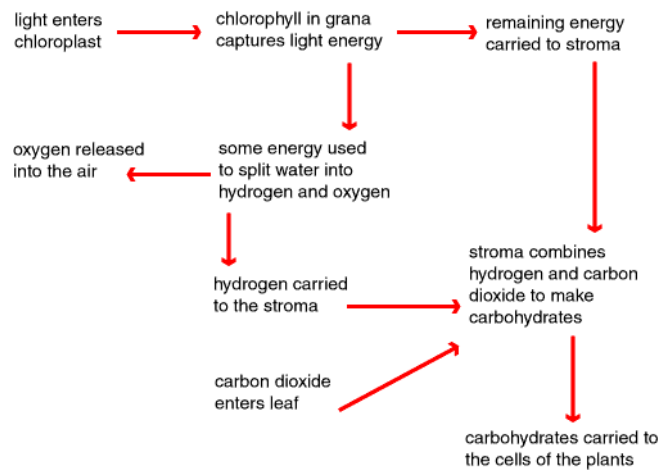 light enters
chloroplast
chlorophyll in grana
captures light energy
remaining energy
carried to stroma
oxygen released
into the air
some energy used
to split water into
hydrogen and oxygen
hydrogen carried
to the stroma
stroma combines
hydrogen and carbon
dioxide to make
carbohydrates
carbon dioxide
enters leaf
carbohydrates carried to
the cells of the plants